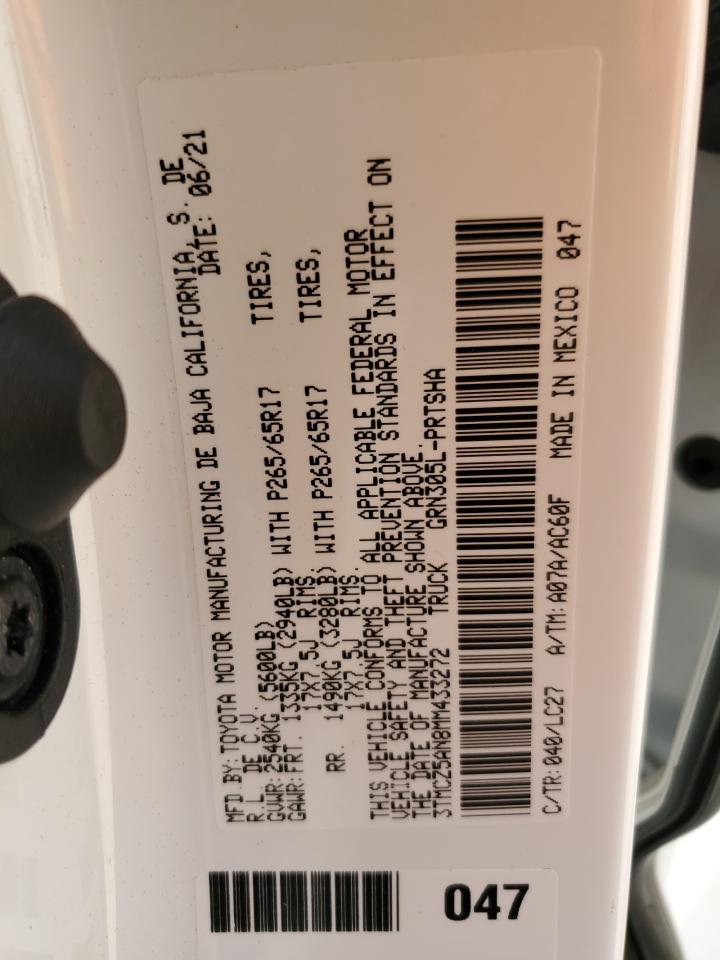 MFD.BY:TOYOTA MOTOR MANUFACTURING DE BAJA CALIFORNIA, S. DE
R.L. DE C.V. DATE: 06/21
GVWR:2540KG (5600LB)
GAWR:FRT. 1335KG (2940LB) WITH P265/65R17 TIRES,
17X7.5J RIMS,
RR. 1490KG (3280LB) WITH P265/65R17 TIRES,
17X7.5J RIMS.
THIS VEHICLE CONFORMS TO ALL APPLICABLE FEDERAL MOTOR
VEHICLE SAFETY AND THEFT PREVENTION STANDARDS IN EFFECT ON
THE DATE OF MANUFACTURE SHOWN ABOVE.
3TMCZ5AN8MM433272 TRUCK GRN305L-PRTSHA
C/TR:040/LC27 A/TM:A07A/AC60F MADE IN MEXICO 047
047